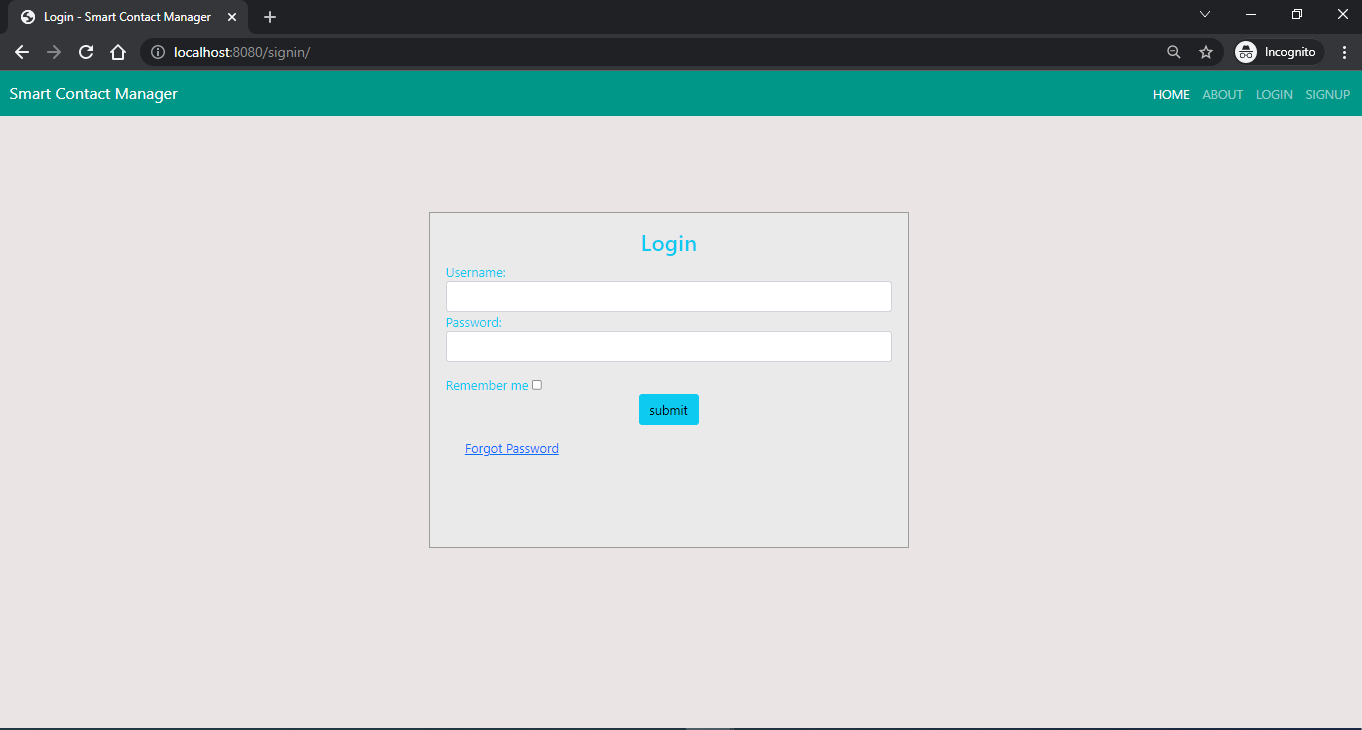 Login - Smart Contact Manager
localhost:8080/signin/
Incognito
Smart Contact Manager
HOME ABOUT LOGIN SIGNUP
Login
Username:
Password:
Remember me
submit
Forgot Password